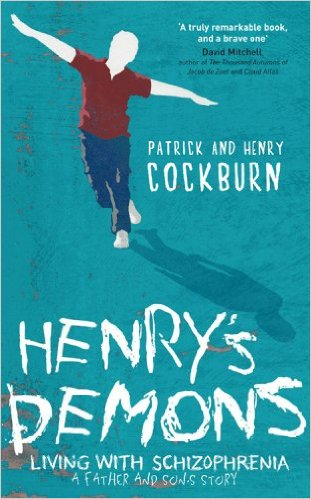 'A truly remarkable book,
and a brave one'
David Mitchell,
author of The Thousand Autumns of
Jacob de Zoet and Cloud Atlas
PATRICK AND HENRY
COCKBURN
HENRY'S
DEMONS
LIVING WITH SCHIZOPHRENIA
A FATHER AND SON'S STORY